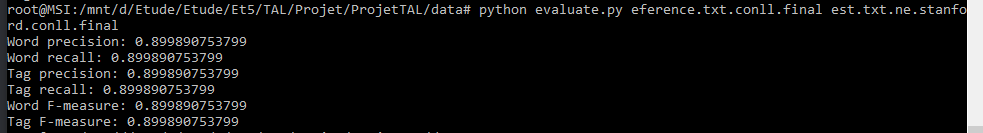 root@MSI:/mnt/d/Etude/Etude/Et5/TAL/Projet/ProjetTAL/data# python evaluate.py eference.txt.conll.final est.txt.ne.stanfo
rd.conll.final
Word precision: 0.899890753799
Word recall: 0.899890753799
Tag precision: 0.899890753799
Tag recall: 0.899890753799
Word F-measure: 0.899890753799
Tag F-measure: 0.899890753799